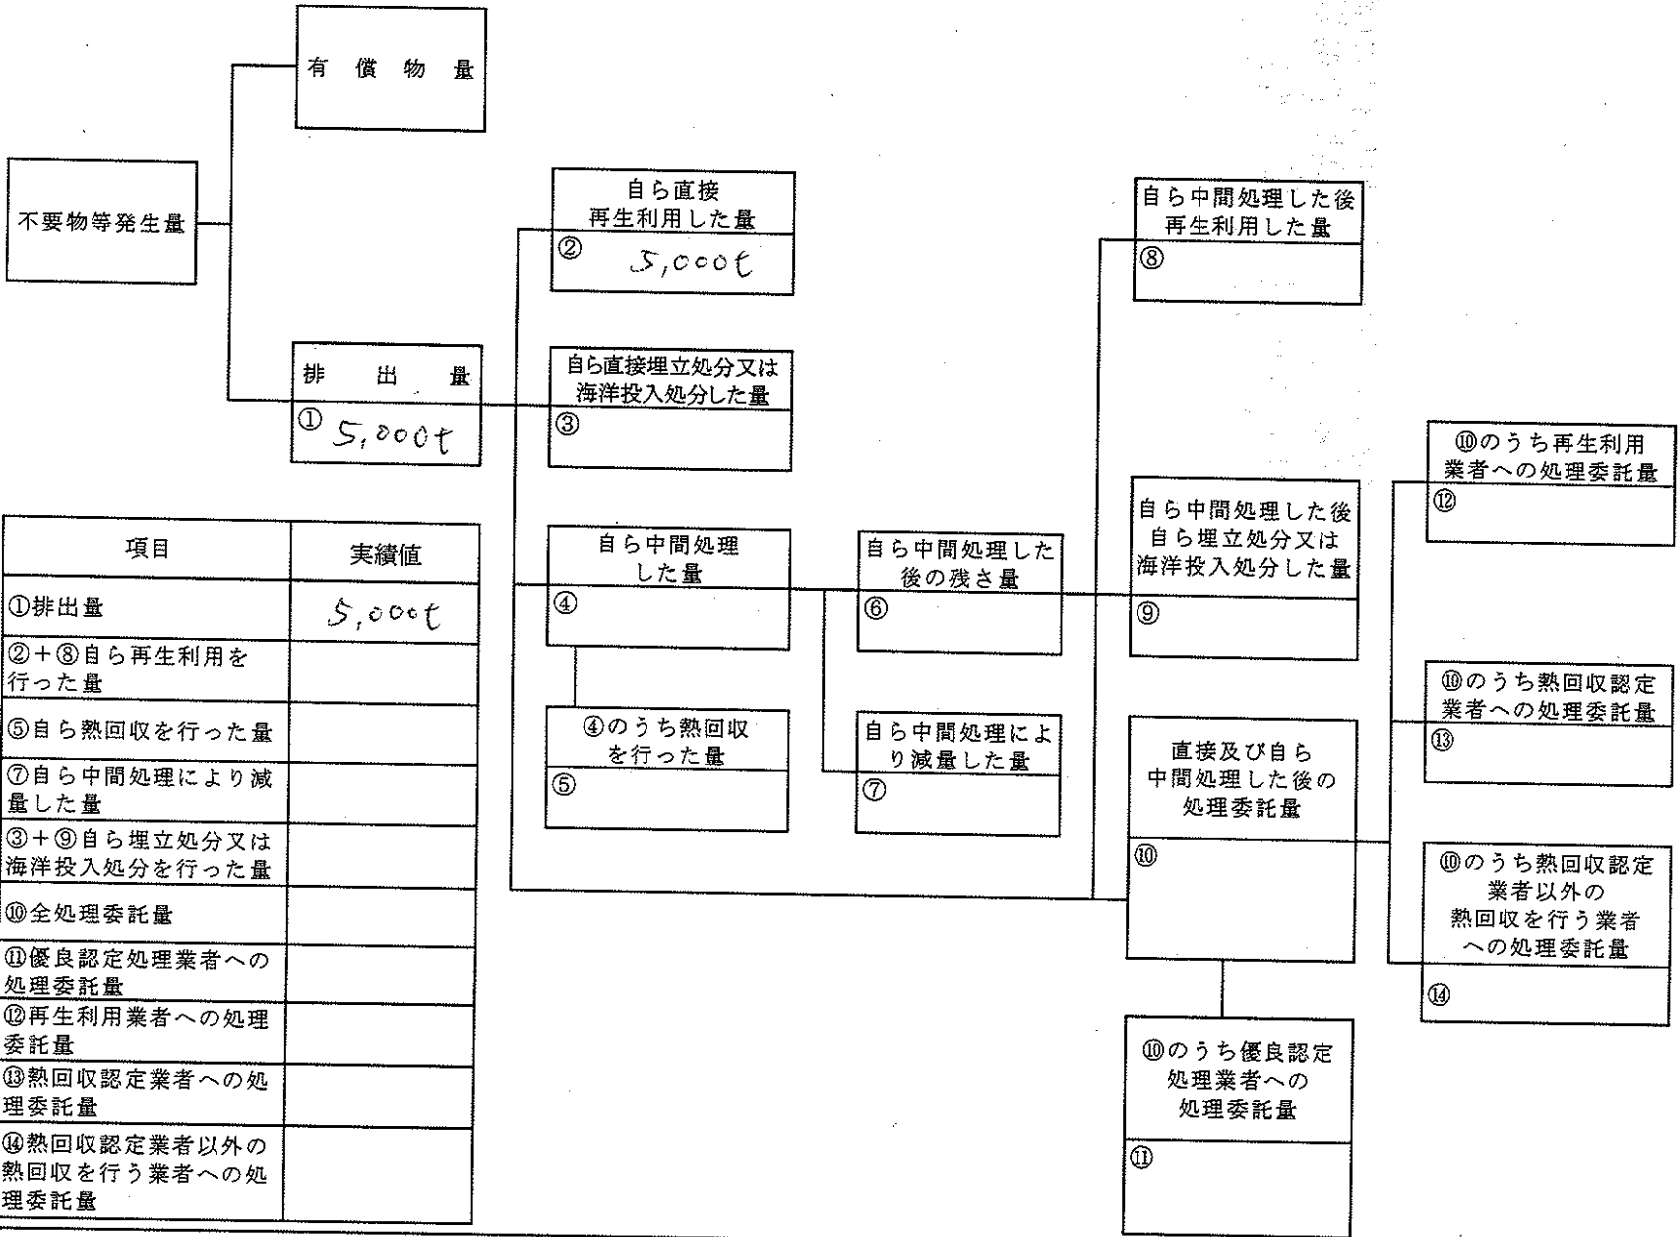 有償物量
不要物等発生量
排出量
① 5,000t
自ら直接
再生利用した量
② 5,000t
自ら直接埋立処分又は
海洋投入処分した量
③
自ら中間処理
した量
④
④のうち熱回収
を行った量
⑤
自ら中間処理した
後の残さ量
⑥
自ら中間処理によ
り減量した量
⑦
自ら中間処理した後
再生利用した量
⑧
自ら中間処理した後
自ら埋立処分又は
海洋投入処分した量
⑨
直接及び自ら
中間処理した後の
処理委託量
⑩
⑩のうち優良認定
処理業者への
処理委託量
⑪
⑩のうち再生利用
業者への処理委託量
⑫
⑩のうち熱回収認定
業者への処理委託量
⑬
⑩のうち熱回収認定
業者以外の
熱回収を行う業者
への処理委託量
⑭
項目 実績値
①排出量 5,000t
②+⑧自ら再生利用を
行った量
⑤自ら熱回収を行った量
⑦自ら中間処理により減
量した量
③+⑨自ら埋立処分又は
海洋投入処分を行った量
⑩全処理委託量
⑪優良認定処理業者への
処理委託量
⑫再生利用業者への処理
委託量
⑬熱回収認定業者への処
理委託量
⑭熱回収認定業者以外の
熱回収を行う業者への処
理委託量